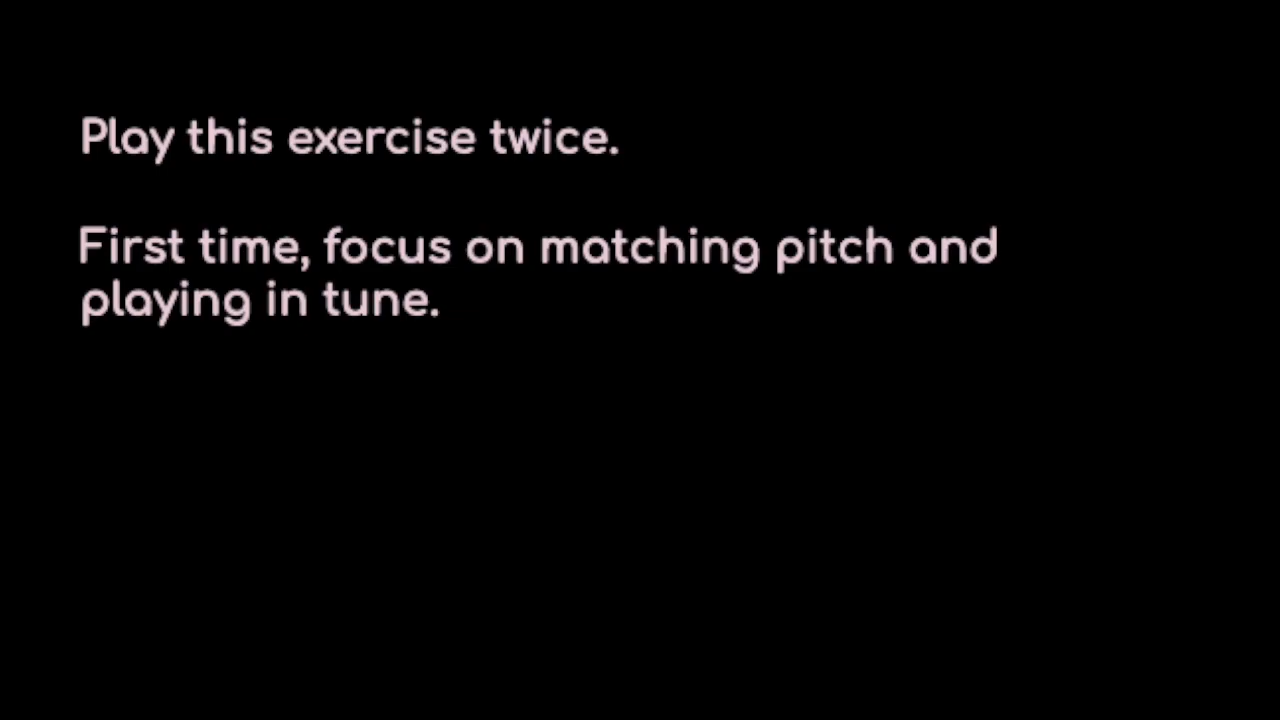 Play this exercise twice.
First time, focus on matching pitch and
playing in tune.